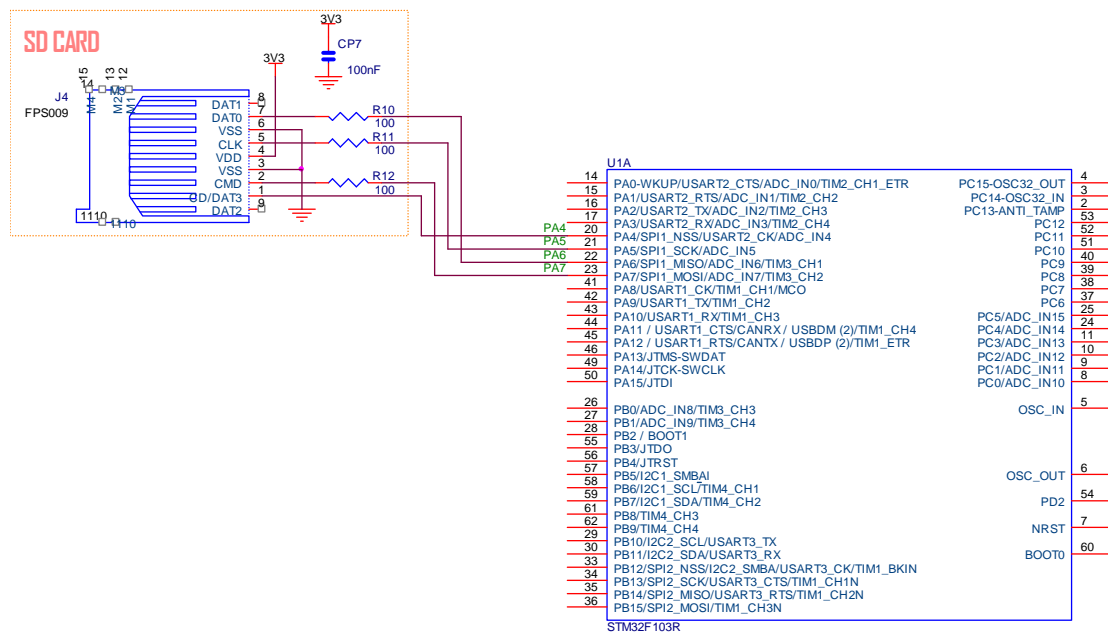 SD CARD
3V3
CP7
100nF
3V3
J4
FPS009
15
14
13
12
M4
M2
M3
M1
11
10
11
10
DAT1 8
DAT0 7
VSS 6
CLK 5
VDD 4
VSS 3
CMD 2
CD/DAT3 1
DAT2 9
R10
100
R11
100
R12
100
PA4
PA5
PA6
PA7
U1A
14 PA0-WKUP/USART2_CTS/ADC_IN0/TIM2_CH1_ETR
15 PA1/USART2_RTS/ADC_IN1/TIM2_CH2
16 PA2/USART2_TX/ADC_IN2/TIM2_CH3
17 PA3/USART2_RX/ADC_IN3/TIM2_CH4
20 PA4/SPI1_NSS/USART2_CK/ADC_IN4
21 PA5/SPI1_SCK/ADC_IN5
22 PA6/SPI1_MISO/ADC_IN6/TIM3_CH1
23 PA7/SPI1_MOSI/ADC_IN7/TIM3_CH2
41 PA8/USART1_CK/TIM1_CH1/MCO
42 PA9/USART1_TX/TIM1_CH2
43 PA10/USART1_RX/TIM1_CH3
44 PA11 / USART1_CTS/CANRX / USBDM (2)/TIM1_CH4
45 PA12 / USART1_RTS/CANTX / USBDP (2)/TIM1_ETR
46 PA13/JTMS-SWDAT
49 PA14/JTCK-SWCLK
50 PA15/JTDI
26 PB0/ADC_IN8/TIM3_CH3
27 PB1/ADC_IN9/TIM3_CH4
28 PB2 / BOOT1
55 PB3/JTDO
56 PB4/JTRST
57 PB5/I2C1_SMBAI
58 PB6/I2C1_SCL/TIM4_CH1
59 PB7/I2C1_SDA/TIM4_CH2
61 PB8/TIM4_CH3
62 PB9/TIM4_CH4
29 PB10/I2C2_SCL/USART3_TX
30 PB11/I2C2_SDA/USART3_RX
33 PB12/SPI2_NSS/I2C2_SMBA/USART3_CK/TIM1_BKIN
34 PB13/SPI2_SCK/USART3_CTS/TIM1_CH1N
35 PB14/SPI2_MISO/USART3_RTS/TIM1_CH2N
36 PB15/SPI2_MOSI/TIM1_CH3N
PC15-OSC32_OUT 4
PC14-OSC32_IN 3
PC13-ANTI_TAMP 2
PC12 53
PC11 52
PC10 51
PC9 40
PC8 39
PC7 38
PC6 37
PC5/ADC_IN15 25
PC4/ADC_IN14 24
PC3/ADC_IN13 11
PC2/ADC_IN12 10
PC1/ADC_IN11 9
PC0/ADC_IN10 8
OSC_IN 5
OSC_OUT 6
PD2 54
NRST 7
BOOT0 60
STM32F103R